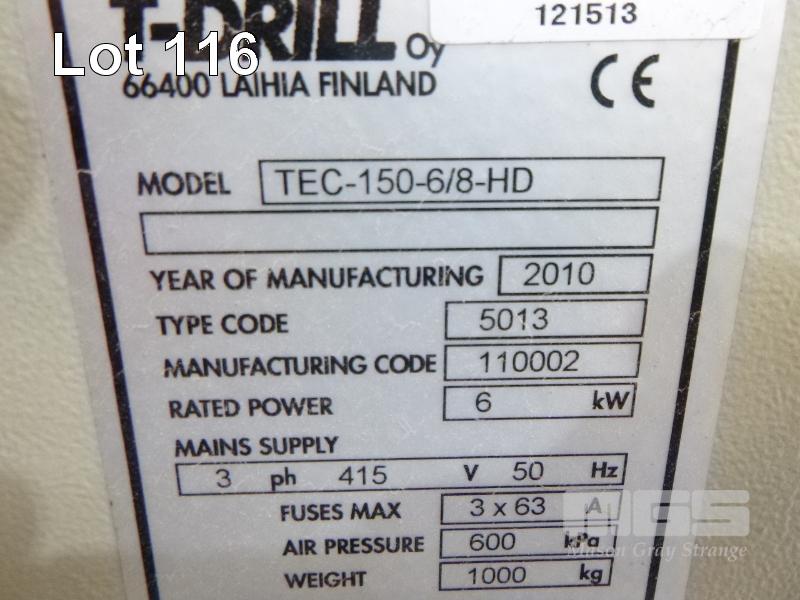 121513
T-DRILL Oy
Lot 116
66400 LAIHIA FINLAND
CE
MODEL TEC-150-6/8-HD
YEAR OF MANUFACTURING 2010
TYPE CODE 5013
MANUFACTURING CODE 110002
RATED POWER 6 kW
MAINS SUPPLY
3 ph 415 V 50 Hz
FUSES MAX 3 x 63 A
AIR PRESSURE 600 kPa
WEIGHT 1000 kg
MGS
Mason Gray Strange